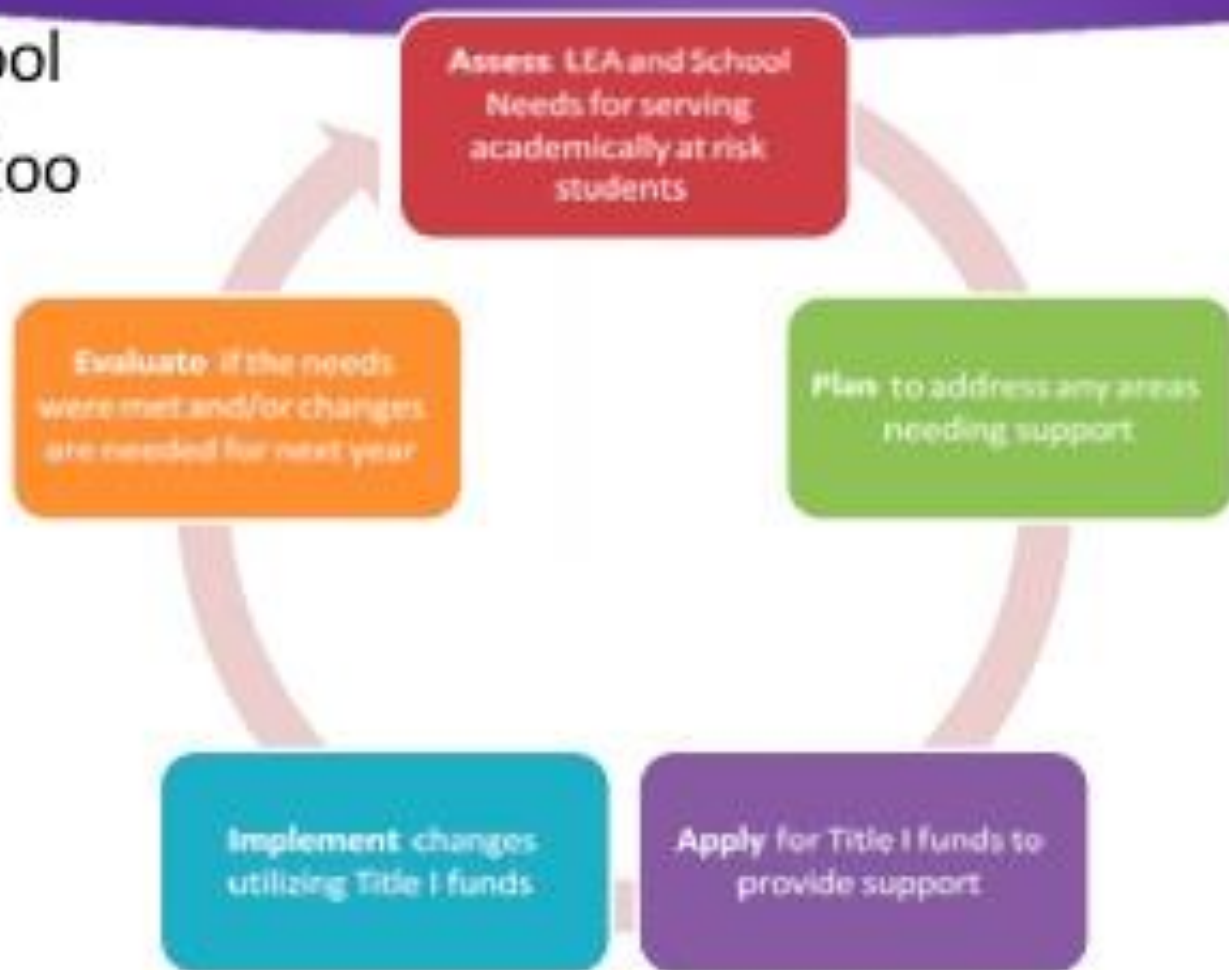 ool
too
Assess LEA and School
Needs for serving
academically at risk
students
Plan to address any areas
needing support
Apply for Title I funds to
provide support
Implement changes
utilizing Title I funds
Evaluate if the needs
were met and/or changes
are needed for next year